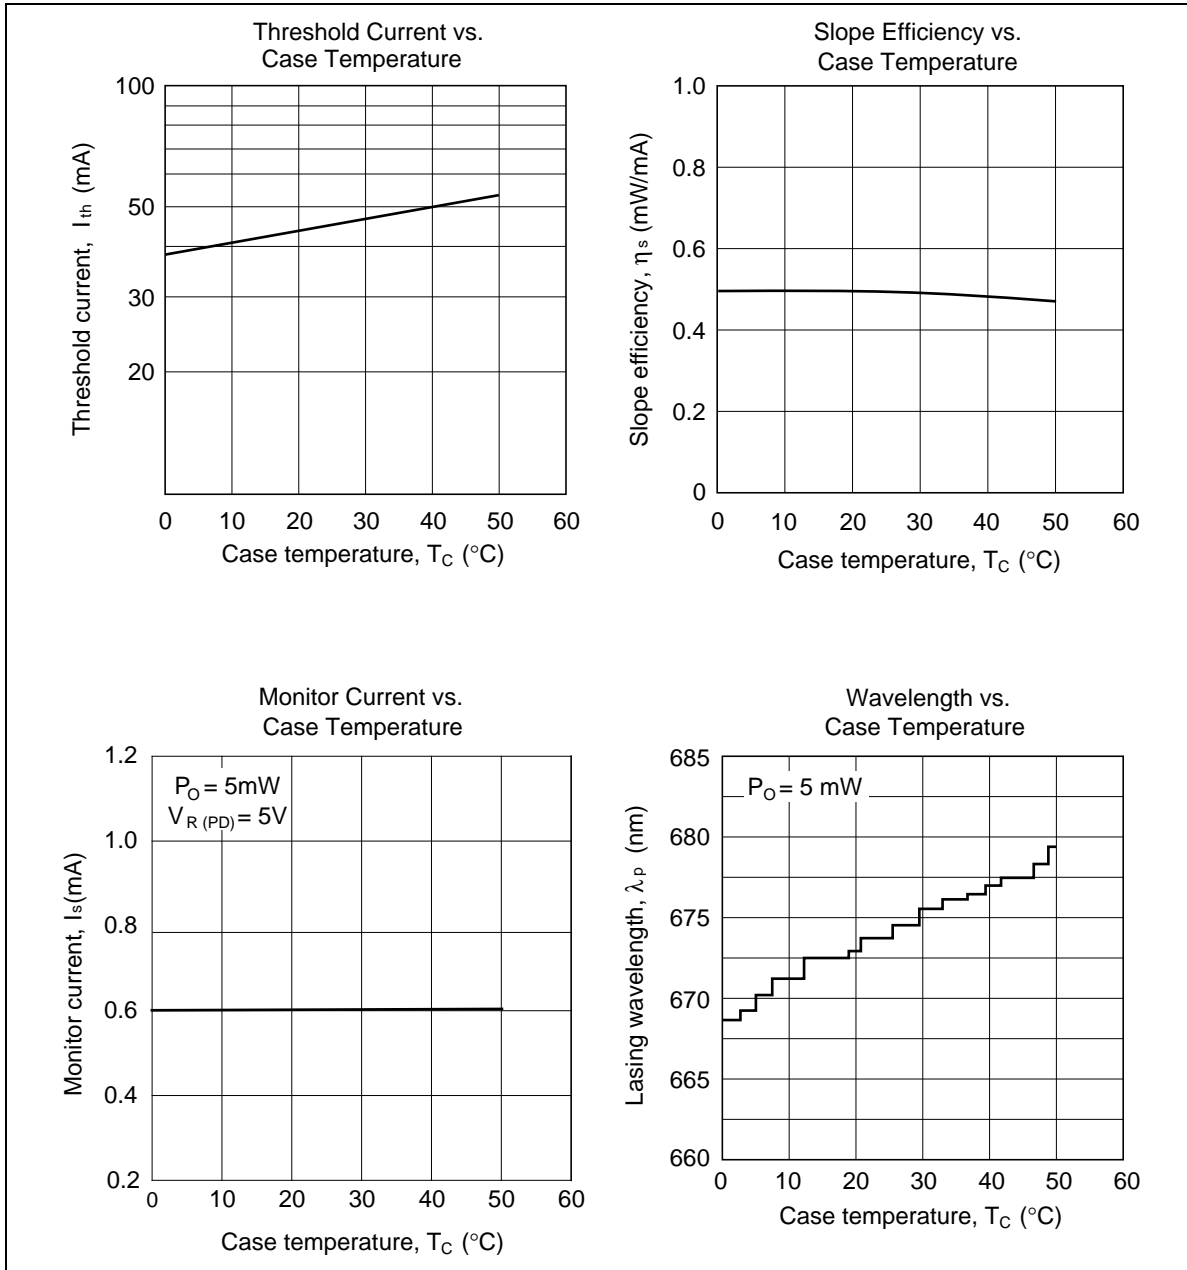 Threshold Current vs.
Case Temperature
100
50
30
20
Threshold current, Ith (mA)
0 10 20 30 40 50 60
Case temperature, TC (°C)
Slope Efficiency vs.
Case Temperature
1.0
0.8
0.6
0.4
0.2
0
Slope efficiency, ηs (mW/mA)
0 10 20 30 40 50 60
Case temperature, TC (°C)
Monitor Current vs.
Case Temperature
1.2
1.0
0.8
0.6
0.4
0.2
PO = 5mW
VR (PD) = 5V
Monitor current, Is(mA)
0 10 20 30 40 50 60
Case temperature, TC (°C)
Wavelength vs.
Case Temperature
685
680
675
670
665
660
PO = 5 mW
Lasing wavelength, λp (nm)
0 10 20 30 40 50 60
Case temperature, TC (°C)